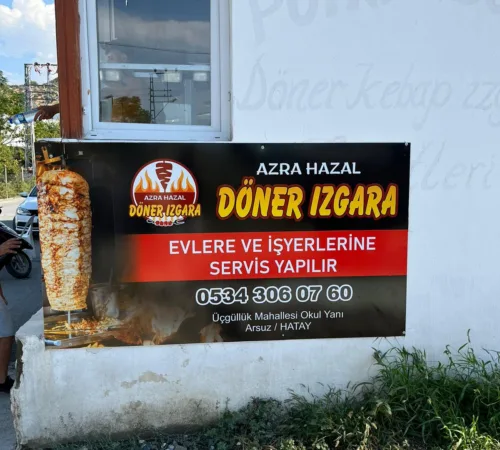 Döner kebap
AZRA HAZAL
DÖNER IZGARA
AZRA HAZAL
DÖNER IZGARA
EVLERE VE İŞYERLERİNE
SERVİS YAPILIR
0534 306 07 60
Üçgüllük Mahallesi Okul Yanı
Arsuz / HATAY